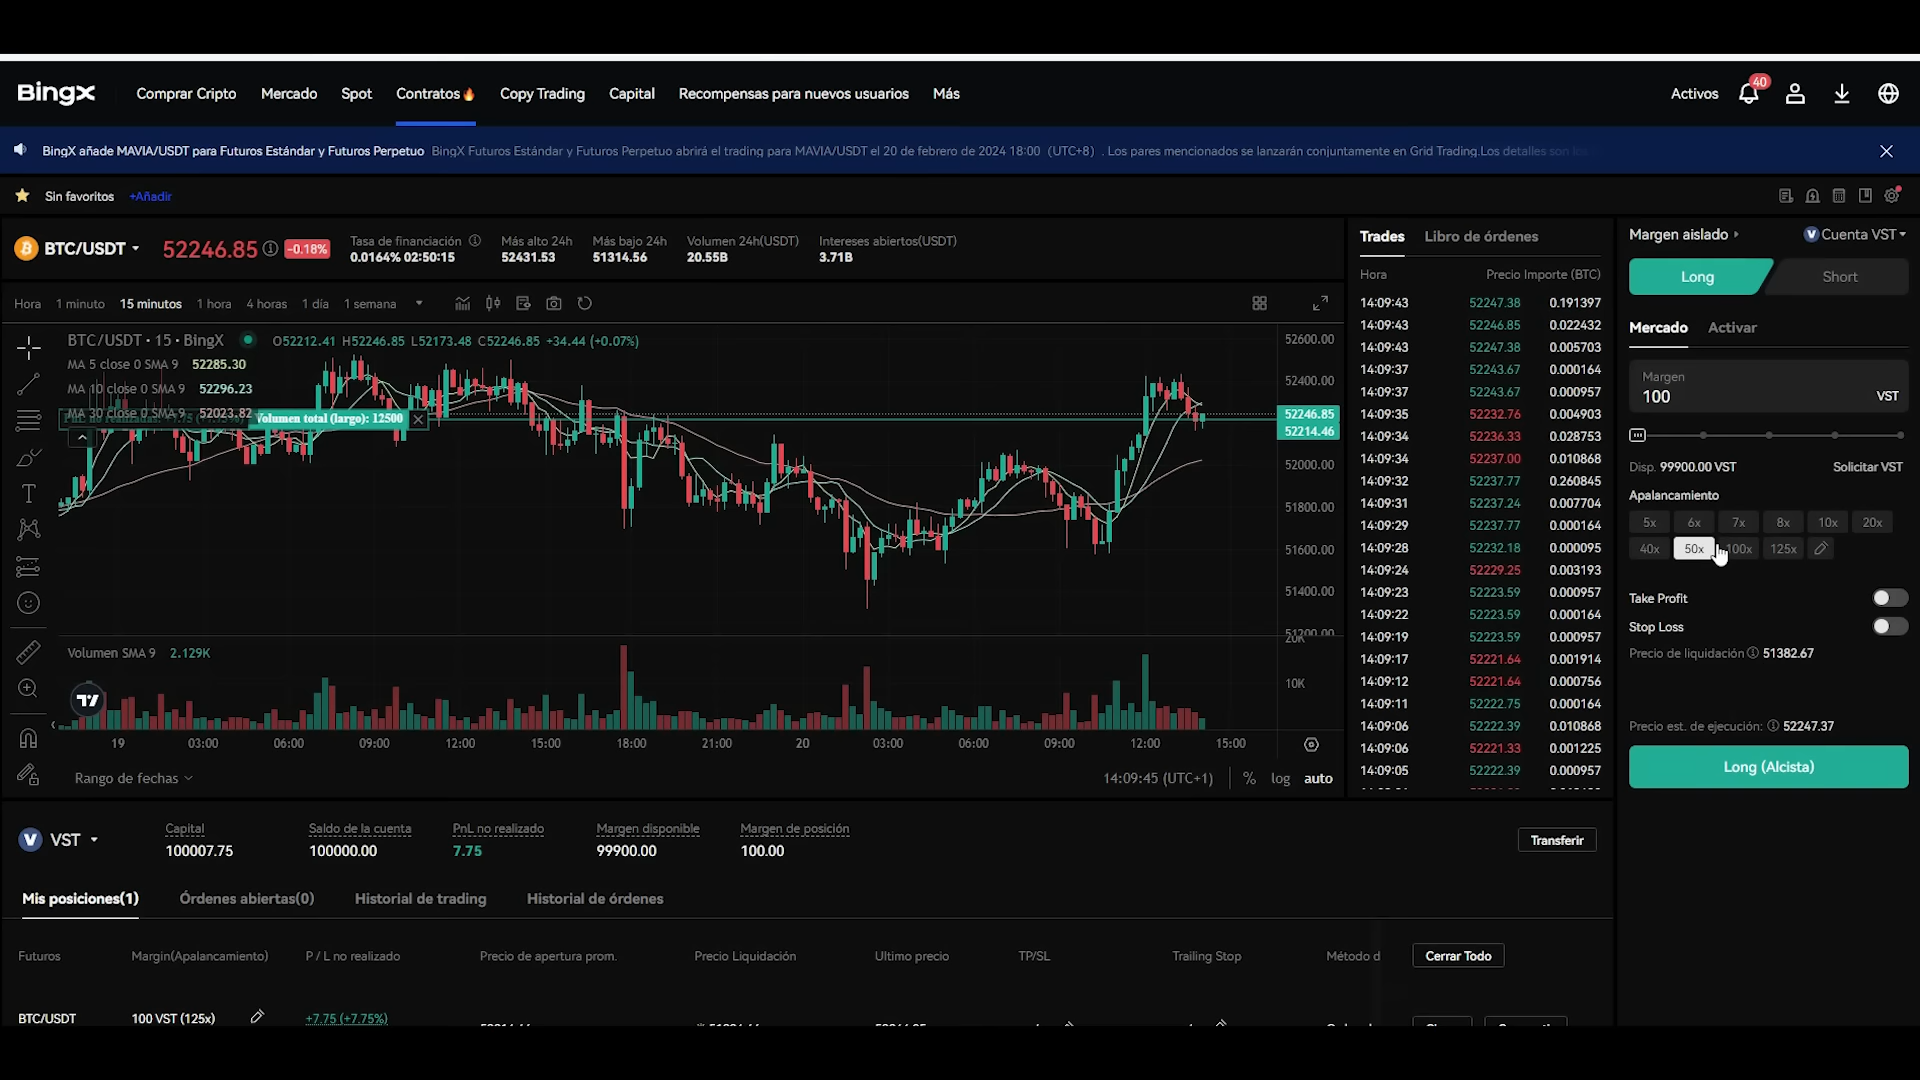 BingX
Comprar Cripto
Mercado
Spot
Contratos
Copy Trading
Capital
Recompensas para nuevos usuarios
Más
Activos
40
BingX añade MAVIA/USDT para Futuros Estándar y Futuros Perpetuo BingX Futuros Estándar y Futuros Perpetuo abrirá el trading para MAVIA/USDT el 20 de febrero de 2024 18:00 (UTC+8) . Los pares mencionados se lanzarán conjuntamente en Grid Trading.Los detalles son
Sin favoritos +Añadir
BTC/USDT
52246.85
-0.18%
Tasa de financiación
0.0164% 02:50:15
Más alto 24h
52431.53
Más bajo 24h
51314.56
Volumen 24h(USDT)
20.55B
Intereses abiertos(USDT)
3.71B
Hora 1 minuto 15 minutos 1 hora 4 horas 1 día 1 semana
BTC/USDT · 15 · BingX O52212.41 H52246.85 L52173.48 C52246.85 +34.44 (+0.07%)
MA 5 close 0 SMA 9 52285.30
MA 10 close 0 SMA 9 52296.23
MA 30 close 0 SMA 9 52023.82
PnL no realizadas: +7.75 (+7.75%) Volumen total (largo): 12500
52600.00
52400.00
52246.85
52214.46
52000.00
51800.00
51600.00
51400.00
51200.00
Volumen SMA 9 2.129K
20K
10K
19 03:00 06:00 09:00 12:00 15:00 18:00 21:00 20 03:00 06:00 09:00 12:00 15:00
Rango de fechas
14:09:45 (UTC+1) % log auto
Trades Libro de órdenes
Hora Precio Importe (BTC)
14:09:43 52247.38 0.191397
14:09:43 52246.85 0.022432
14:09:43 52247.38 0.005703
14:09:37 52243.67 0.000164
14:09:37 52243.67 0.000957
14:09:35 52232.76 0.004903
14:09:34 52236.33 0.028753
14:09:34 52237.00 0.010868
14:09:32 52237.77 0.260845
14:09:31 52237.24 0.007704
14:09:29 52237.77 0.000164
14:09:28 52232.18 0.000095
14:09:24 52229.25 0.003193
14:09:23 52223.59 0.000957
14:09:22 52223.59 0.000164
14:09:19 52223.59 0.000957
14:09:17 52221.64 0.001914
14:09:12 52221.64 0.000756
14:09:11 52222.75 0.000164
14:09:06 52222.39 0.010868
14:09:06 52221.33 0.001225
14:09:05 52222.39 0.000957
Margen aislado
Cuenta VST
Long Short
Mercado Activar
Margen
100 VST
Disp. 99900.00 VST Solicitar VST
Apalancamiento
5x 6x 7x 8x 10x 20x
40x 50x 100x 125x
Take Profit
Stop Loss
Precio de liquidación 51382.67
Precio est. de ejecución: 52247.37
Long (Alcista)
VST
Capital
100007.75
Saldo de la cuenta
100000.00
PnL no realizado
7.75
Margen disponible
99900.00
Margen de posición
100.00
Transferir
Mis posiciones(1) Órdenes abiertas(0) Historial de trading Historial de órdenes
Futuros Margin(Apalancamiento) P / L no realizado Precio de apertura prom. Precio Liquidación Ultimo precio TP/SL Trailing Stop Método d Cerrar Todo
BTC/USDT 100 VST (125x) +7.75 (+7.75%)